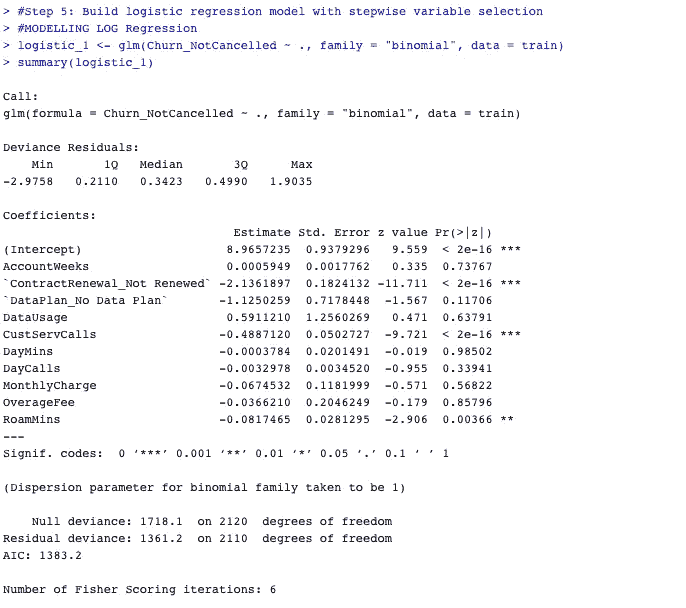 > #Step 5: Build logistic regression model with stepwise variable selection
> #MODELLING LOG Regression
> logistic_1 <- glm(Churn_NotCancelled ~ ., family = "binomial", data = train)
> summary(logistic_1)
Call:
glm(formula = Churn_NotCancelled ~ ., family = "binomial", data = train)
Deviance Residuals:
Min 1Q Median 3Q Max
-2.9758 0.2110 0.3423 0.4990 1.9035
Coefficients:
Estimate Std. Error z value Pr(>|z|)
(Intercept) 8.9657235 0.9379296 9.559 < 2e-16 ***
AccountWeeks 0.0005949 0.0017762 0.335 0.73767
`ContractRenewal_Not Renewed` -2.1361897 0.1824132 -11.711 < 2e-16 ***
`DataPlan_No Data Plan` -1.1250259 0.7178448 -1.567 0.11706
DataUsage 0.5911210 1.2560269 0.471 0.63791
CustServCalls -0.4887120 0.0502727 -9.721 < 2e-16 ***
DayMins -0.0003784 0.0201491 -0.019 0.98502
DayCalls -0.0032978 0.0034520 -0.955 0.33941
MonthlyCharge -0.0674532 0.1181999 -0.571 0.56822
OverageFee -0.0366210 0.2046249 -0.179 0.85796
RoamMins -0.0817465 0.0281295 -2.906 0.00366 **
---
Signif. codes: 0 ‘***’ 0.001 ‘**’ 0.01 ‘*’ 0.05 ‘.’ 0.1 ‘ ’ 1
(Dispersion parameter for binomial family taken to be 1)
Null deviance: 1718.1 on 2120 degrees of freedom
Residual deviance: 1361.2 on 2110 degrees of freedom
AIC: 1383.2
Number of Fisher Scoring iterations: 6